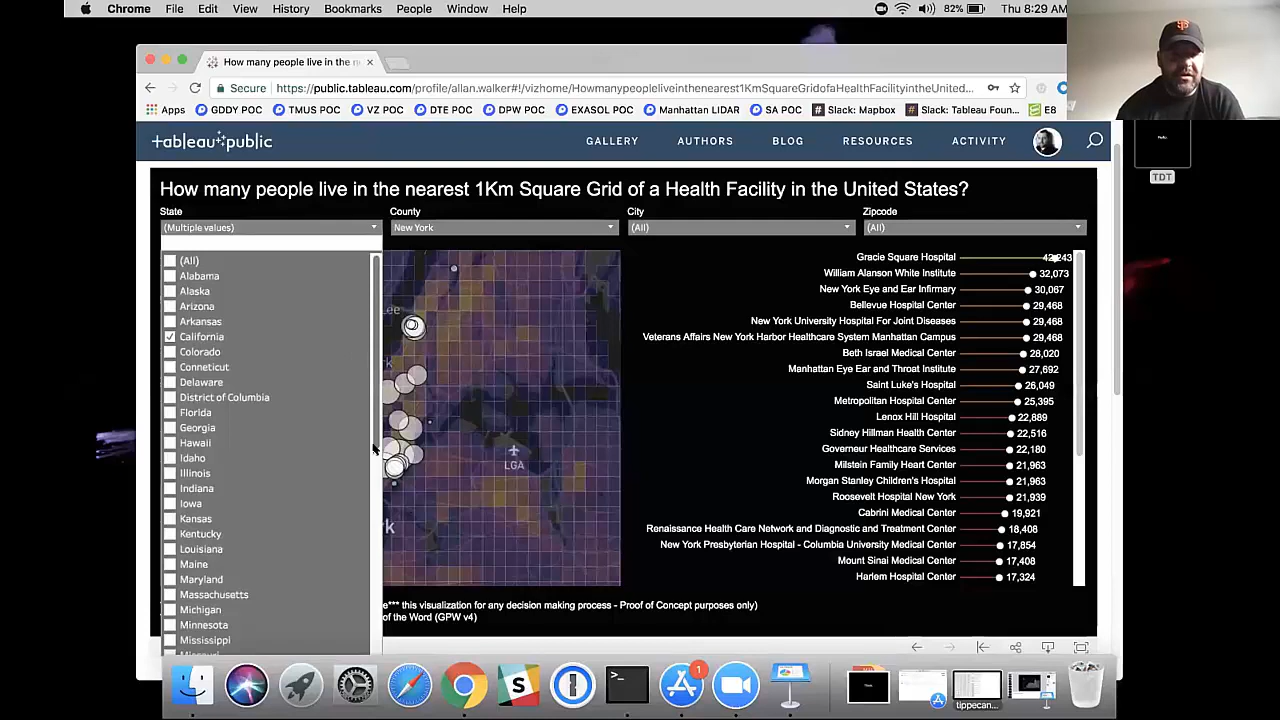 Chrome File Edit View History Bookmarks People Window Help 82% Thu 8:29 AM
How many people live in the n
Secure https://public.tableau.com/profile/allan.walker#!/vizhome/Howmanypeopleliveinthenearest1KmSquareGridofaHealthFacilityintheUnited...
Apps GDDY POC TMUS POC VZ POC DTE POC DPW POC EXASOL POC Manhattan LIDAR SA POC Slack: Mapbox Slack: Tableau Foun... E8
+ableau public GALLERY AUTHORS BLOG RESOURCES ACTIVITY
TDT
How many people live in the nearest 1Km Square Grid of a Health Facility in the United States?
State County City Zipcode
(Multiple values) New York (All) (All)
(All)
Alabama
Alaska
Arizona
Arkansas
California
Colorado
Conneticut
Delaware
District of Columbia
Florida
Georgia
Hawaii
Idaho
Illinois
Indiana
Iowa
Kansas
Kentucky
Louisiana
Maine
Maryland
Massachusetts
Michigan
Minnesota
Mississippi
LGA
Gracie Square Hospital 42,243
William Alanson White Institute 32,073
New York Eye and Ear Infirmary 30,067
Bellevue Hospital Center 29,468
New York University Hospital For Joint Diseases 29,468
Veterans Affairs New York Harbor Healthcare System Manhattan Campus 29,468
Beth Israel Medical Center 28,020
Manhattan Eye Ear and Throat Institute 27,692
Saint Luke's Hospital 26,049
Metropolitan Hospital 25,395
Lenox Hill Hospital 22,889
Sidney Hillman Health Center 22,516
Governeur Healthcare Services 22,180
Milstein Family Heart Center 21,963
Morgan Stanley Children's Hospital 21,963
Roosevelt Hospital New York 21,939
Cabrini Medical Center 19,921
Renaissance Health Care Network and Diagnostic and Treatment Center 18,408
New York Presbyterian Hospital - Columbia University Medical Center 17,854
Mount Sinai Medical Center 17,408
Harlem Hospital Center 17,324
e*** this visualization for any decision making process - Proof of Concept purposes only)
of the Word (GPW v4)
1
tippecan...